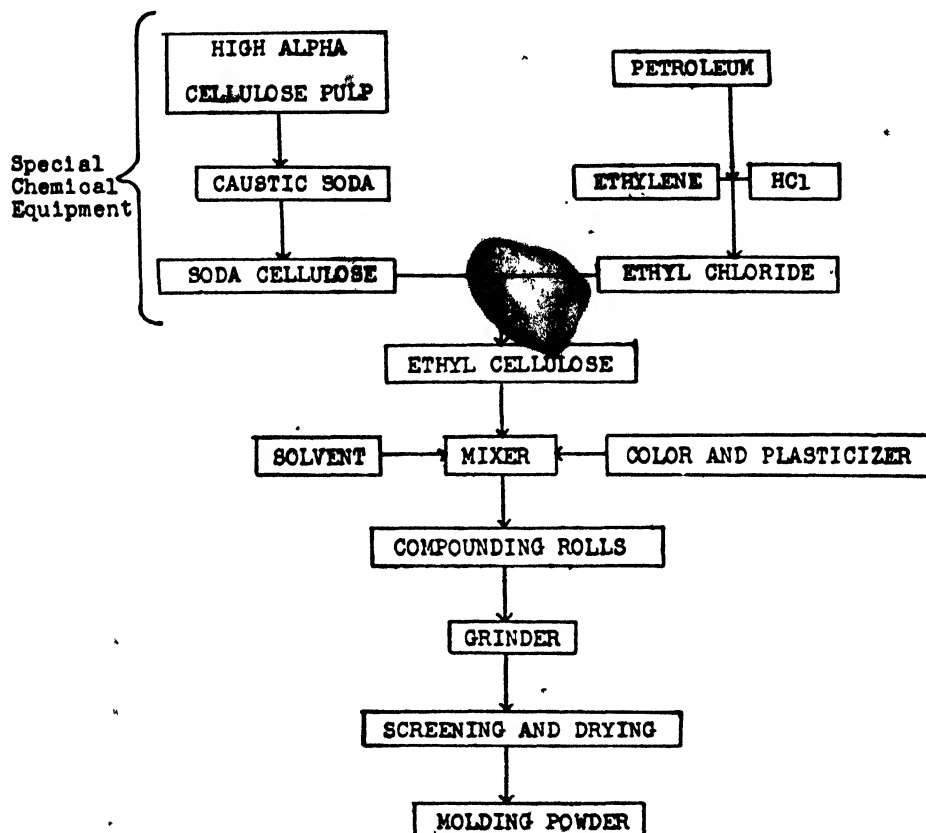 HIGH ALPHA
CELLULOSE PULP
PETROLEUM
Special
Chemical
Equipment
CAUSTIC SODA
ETHYLENE
HCl
SODA CELLULOSE
ETHYL CHLORIDE
ETHYL CELLULOSE
SOLVENT
MIXER
COLOR AND PLASTICIZER
COMPOUNDING ROLLS
GRINDER
SCREENING AND DRYING
MOLDING POWDER